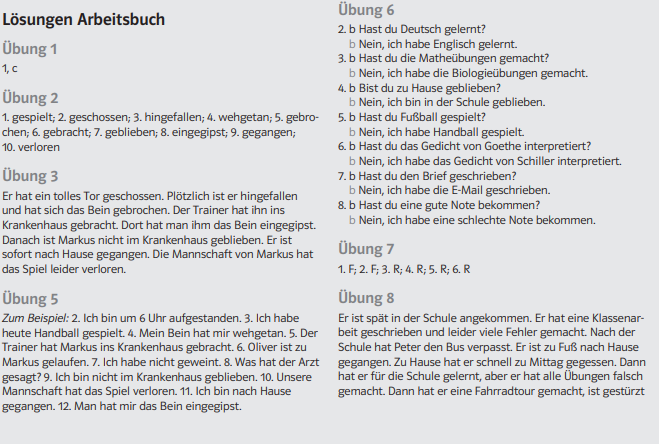 Lösungen Arbeitsbuch
Übung 1
1, c
Übung 2
1. gespielt; 2. geschossen; 3. hingefallen; 4. wehgetan; 5. gebro-
chen; 6. gebracht; 7. geblieben; 8. eingegipst; 9. gegangen;
10. verloren
Übung 3
Er hat ein tolles Tor geschossen. Plötzlich ist er hingefallen
und hat sich das Bein gebrochen. Der Trainer hat ihn ins
Krankenhaus gebracht. Dort hat man ihm das Bein eingegipst.
Danach ist Markus nicht im Krankenhaus geblieben. Er ist
sofort nach Hause gegangen. Die Mannschaft von Markus hat
das Spiel leider verloren.
Übung 5
Zum Beispiel: 2. Ich bin um 6 Uhr aufgestanden. 3. Ich habe
heute Handball gespielt. 4. Mein Bein hat mir wehgetan. 5. Der
Trainer hat Markus ins Krankenhaus gebracht. 6. Oliver ist zu
Markus gelaufen. 7. Ich habe nicht geweint. 8. Was hat der Arzt
gesagt? 9. Ich bin nicht im Krankenhaus geblieben. 10. Unsere
Mannschaft hat das Spiel verloren. 11. Ich bin nach Hause
gegangen. 12. Man hat mir das Bein eingegipst.
Übung 6
2. b Hast du Deutsch gelernt?
b Nein, ich habe Englisch gelernt.
3. b Hast du die Matheübungen gemacht?
b Nein, ich habe die Biologieübungen gemacht.
4. b Bist du zu Hause geblieben?
b Nein, ich bin in der Schule geblieben.
5. b Hast du Fußball gespielt?
b Nein, ich habe Handball gespielt.
6. b Hast du das Gedicht von Goethe interpretiert?
b Nein, ich habe das Gedicht von Schiller interpretiert.
7. b Hast du den Brief geschrieben?
b Nein, ich habe die E-Mail geschrieben.
8. b Hast du eine gute Note bekommen?
b Nein, ich habe eine schlechte Note bekommen.
Übung 7
1. F; 2. F; 3. R; 4. R; 5. R; 6. R
Übung 8
Er ist spät in der Schule angekommen. Er hat eine Klassenar-
beit geschrieben und leider viele Fehler gemacht. Nach der
Schule hat Peter den Bus verpasst. Er ist zu Fuß nach Hause
gegangen. Zu Hause hat er schnell zu Mittag gegessen. Dann
hat er für die Schule gelernt, aber er hat alle Übungen falsch
gemacht. Dann hat er eine Fahrradtour gemacht, ist gestürzt